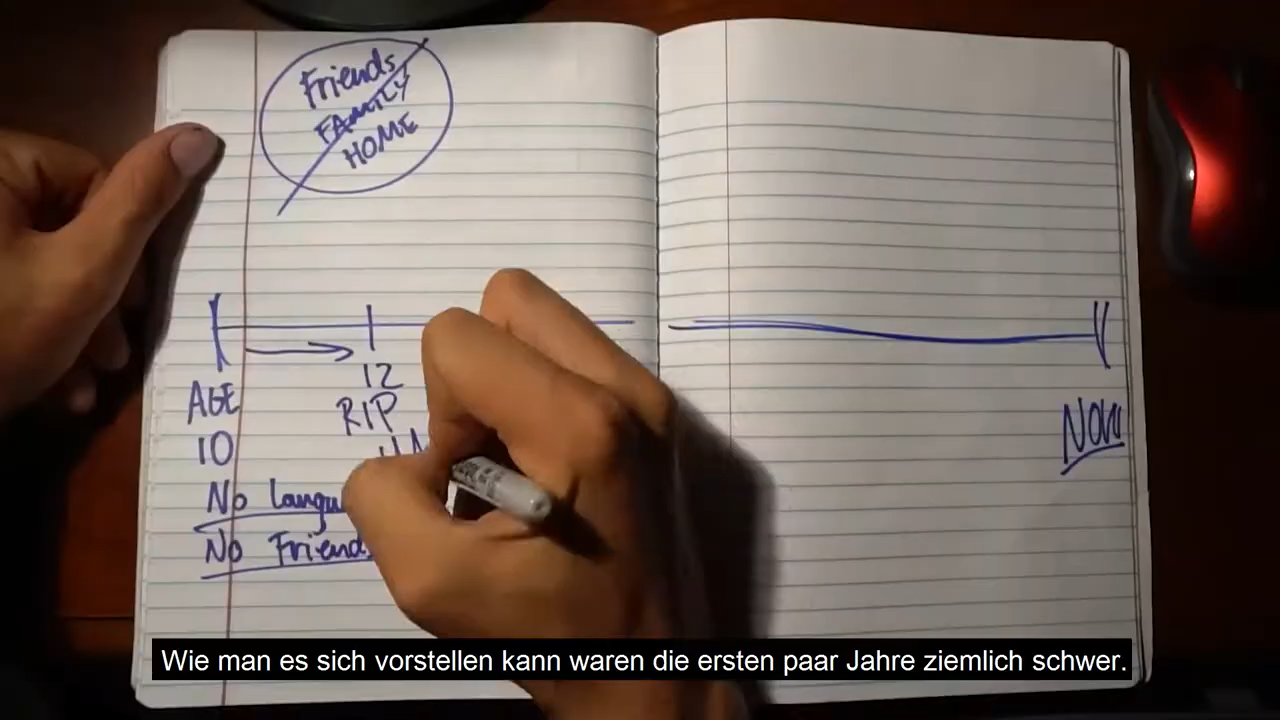 Friends
FAMILY
HOME
12
RIP
AGE
10
No
No Friends
NOW
Wie man es sich vorstellen kann waren die ersten paar Jahre ziemlich schwer.